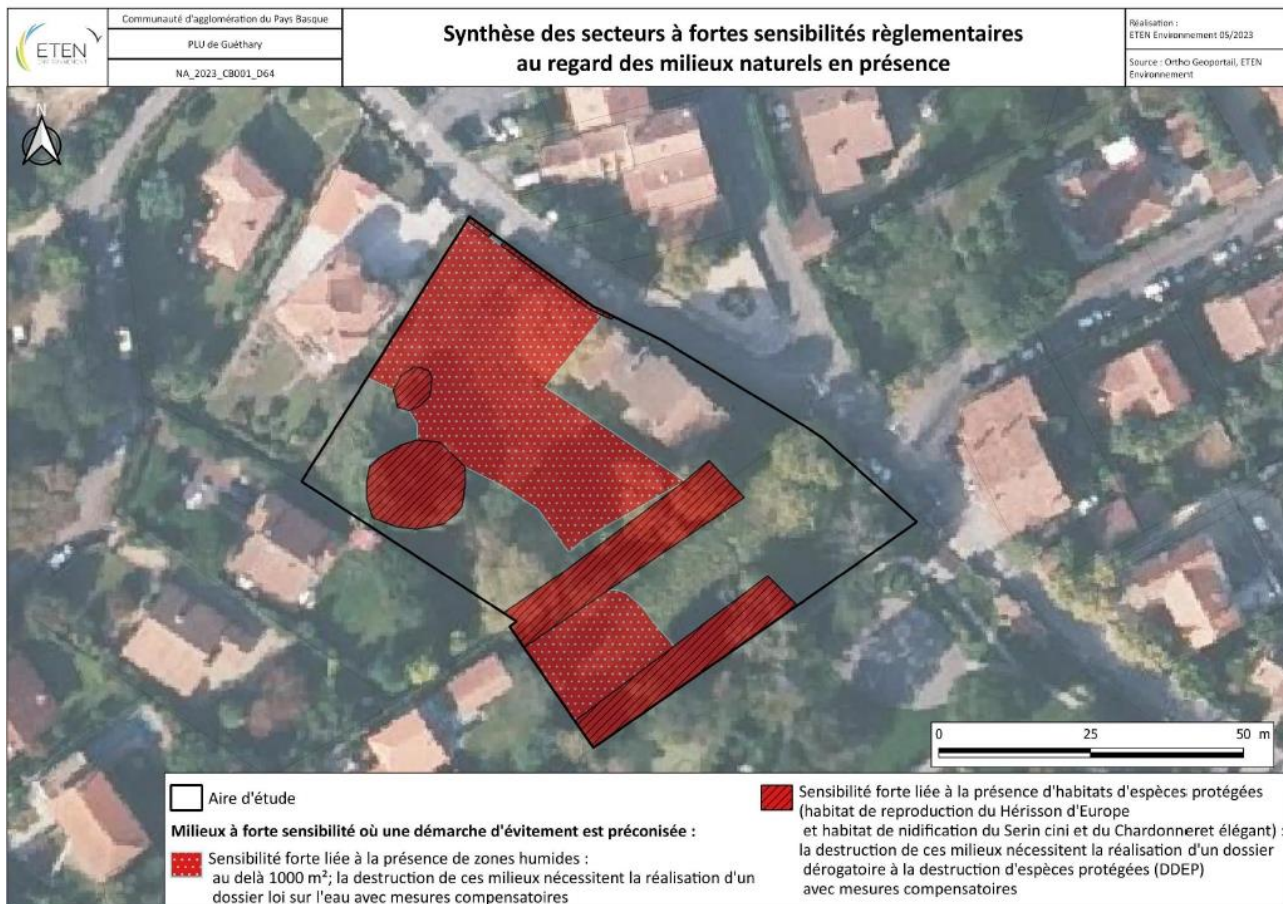 ETEN
ENVIRONNEMENT
Communauté d'agglomération du Pays Basque
PLU de Guéthary
NA_2023_CB001_D64
Synthèse des secteurs à fortes sensibilités règlementaires
au regard des milieux naturels en présence
Réalisation :
ETEN Environnement 05/2023
Source : Ortho Geoportail, ETEN
Environnement
N
0 25 50 m
Aire d'étude
Milieux à forte sensibilité où une démarche d'évitement est préconisée :
Sensibilité forte liée à la présence de zones humides :
au delà 1000 m²; la destruction de ces milieux nécessitent la réalisation d'un
dossier loi sur l'eau avec mesures compensatoires
Sensibilité forte liée à la présence d'habitats d'espèces protégées
(habitat de reproduction du Hérisson d'Europe
et habitat de nidification du Serin cini et du Chardonneret élégant) :
la destruction de ces milieux nécessitent la réalisation d'un dossier
dérogatoire à la destruction d'espèces protégées (DDEP)
avec mesures compensatoires